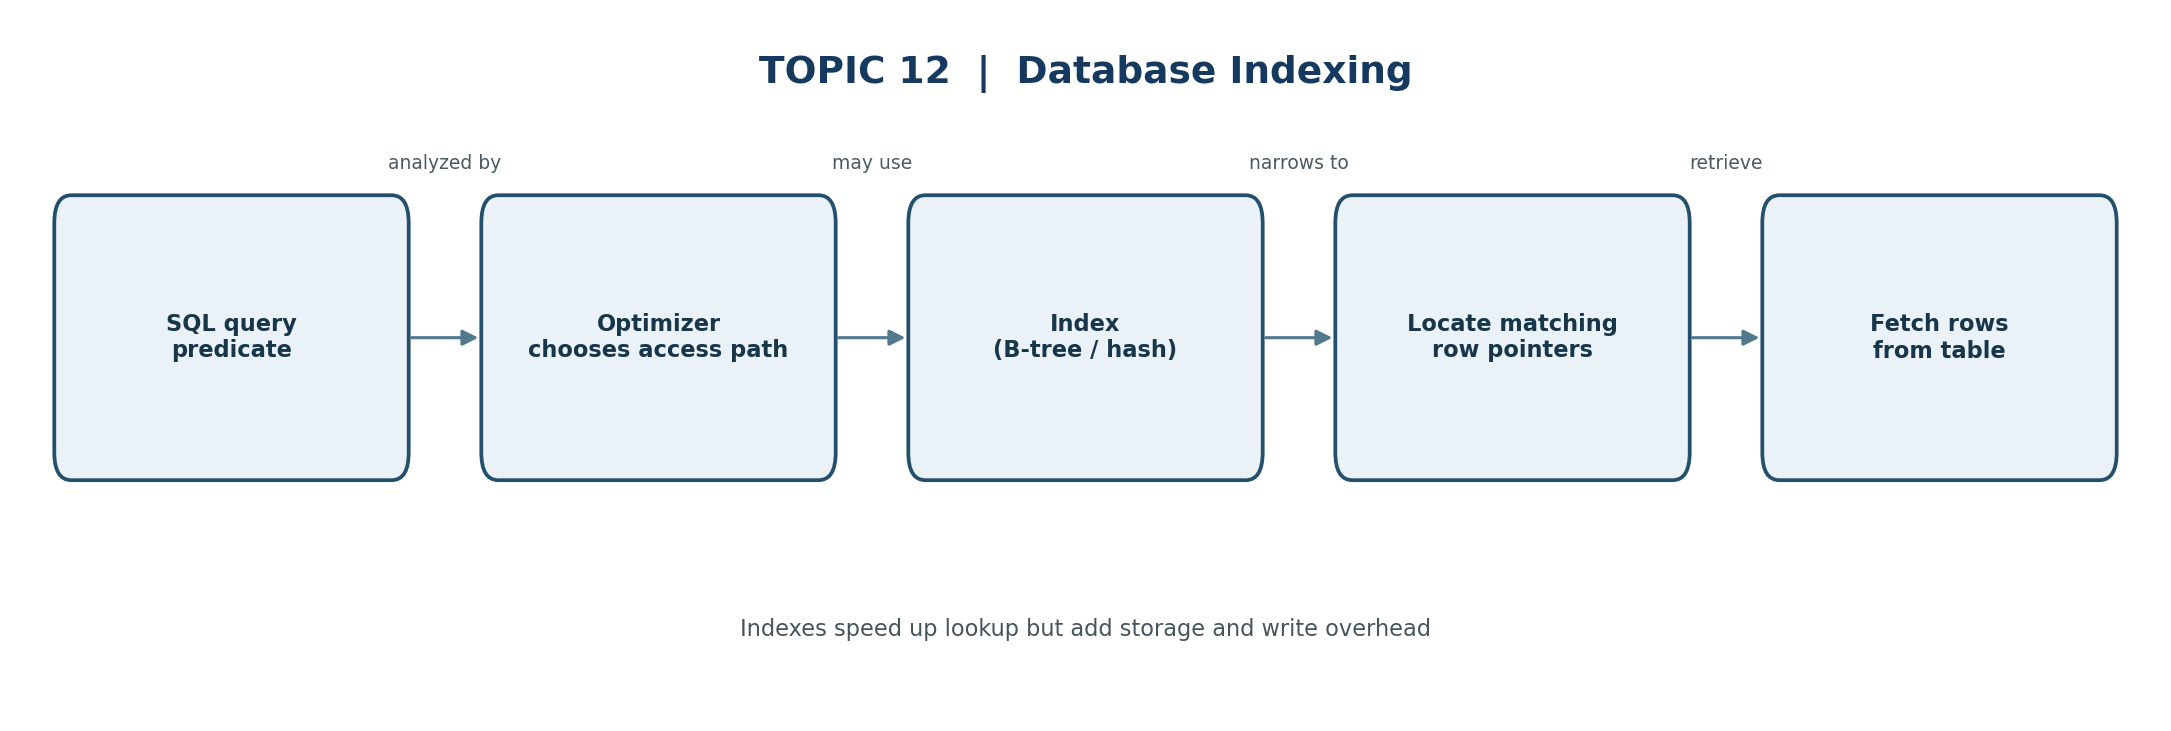 TOPIC 12 | Database Indexing
analyzed by
may use
narrows to
retrieve
SQL query
predicate
Optimizer
chooses access path
Index
(B-tree / hash)
Locate matching
row pointers
Fetch rows
from table
Indexes speed up lookup but add storage and write overhead